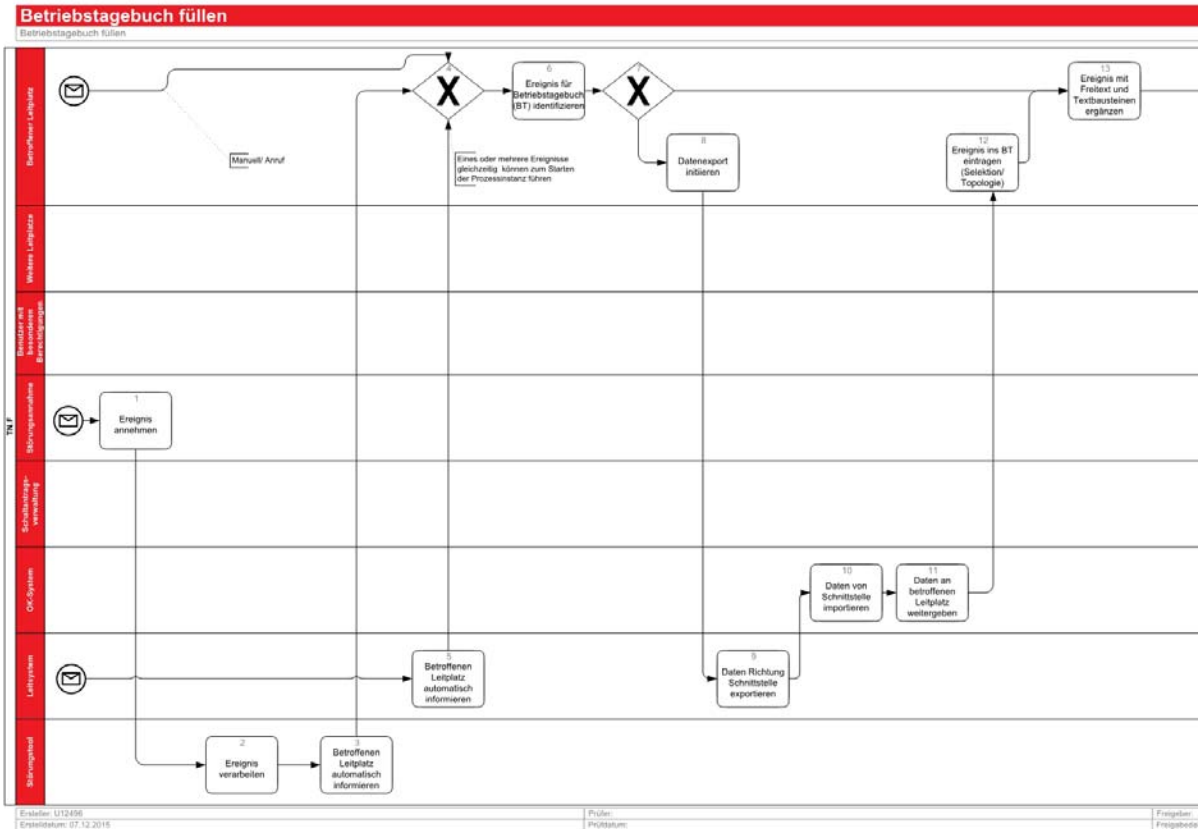 Betriebstagebuch füllen
Betriebstagebuch füllen
TN.F
Betroffener Leitplatz
Manuell/ Anruf
4
Eines oder mehrere Ereignisse
gleichzeitig können zum Starten
der Prozessinstanz führen
6
Ereignis für
Betriebstagebuch
(BT) identifizieren
7
8
Datenexport
initiieren
12
Ereignis ins BT
eintragen
(Selektion/
Topologie)
13
Ereignis mit
Freitext und
Textbausteinen
ergänzen
Weitere Leitplätze
Benutzer mit
besonderen
Berechtigungen
Störungsannahme
1
Ereignis
annehmen
Schaltantrags-
verwaltung
OK-System
10
Daten von
Schnittstelle
importieren
11
Daten an
betroffenen
Leitplatz
weitergeben
Leitsystem
5
Betroffenen
Leitplatz
automatisch
informieren
9
Daten Richtung
Schnittstelle
exportieren
Störungstool
2
Ereignis
verarbeiten
3
Betroffenen
Leitplatz
automatisch
informieren
Ersteller: U12496
Prüfer:
Freigeber:
Erstelldatum: 07.12.2015
Prüfdatum:
Freigabeda